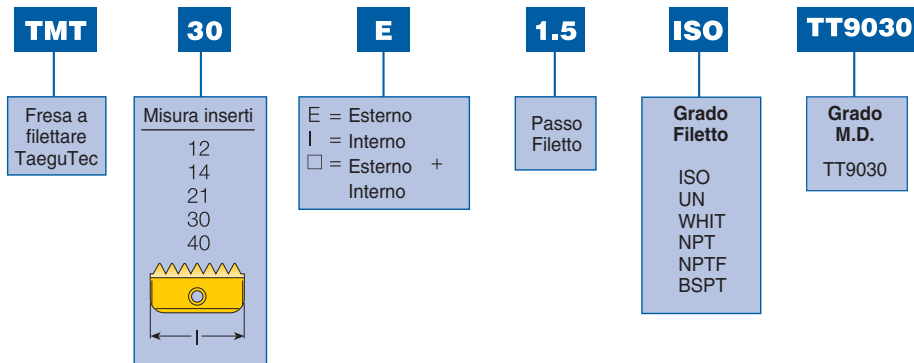 TMT 30 E 1.5 ISO TT9030
Fresa a
filettare
TaeguTec
Misura inserti
12
14
21
30
40
l
E = Esterno
I = Interno
□ = Esterno +
Interno
Passo
Filetto
Grado
Filetto
ISO
UN
WHIT
NPT
NPTF
BSPT
Grado
M.D.
TT9030